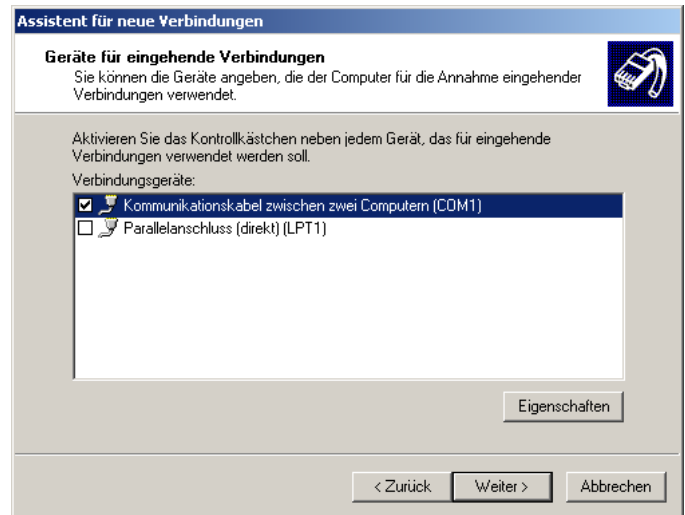 Assistent für neue Verbindungen
Geräte für eingehende Verbindungen
Sie können die Geräte angeben, die der Computer für die Annahme eingehender
Verbindungen verwendet.
Aktivieren Sie das Kontrollkästchen neben jedem Gerät, das für eingehende
Verbindungen verwendet werden soll.
Verbindungsgeräte:
Kommunikationskabel zwischen zwei Computern (COM1)
Parallelanschluss (direkt) (LPT1)
Eigenschaften
< Zurück Weiter > Abbrechen